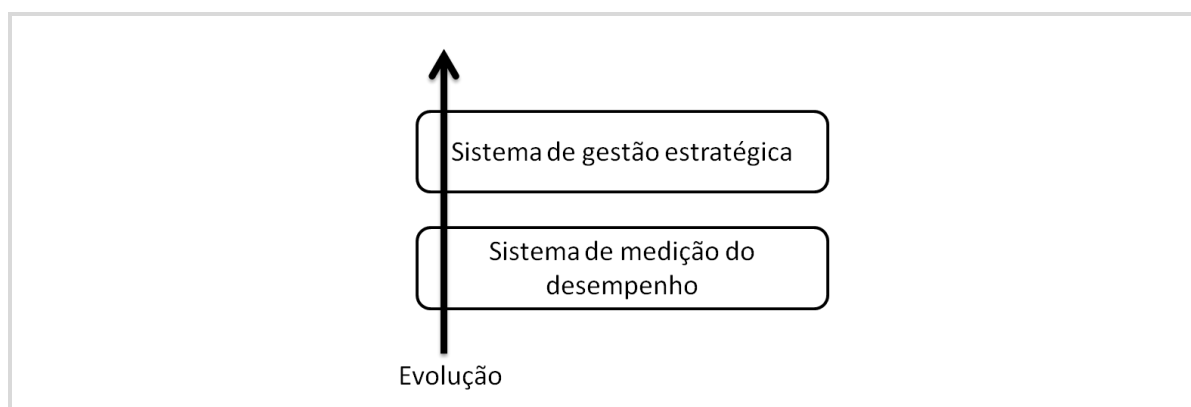 Sistema de gestão estratégica
Sistema de medição do
desempenho
Evolução